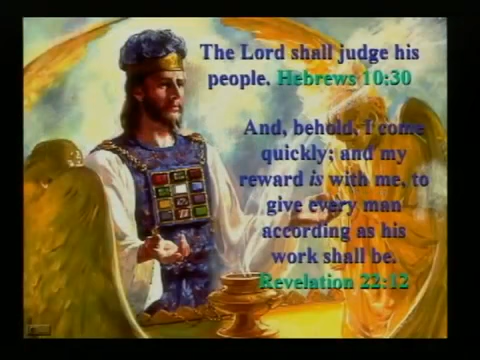 The Lord shall judge his
people. Hebrews 10:30
And, behold, I come
quickly; and my
reward is with me, to
give every man
according as his
work shall be.
Revelation 22:12